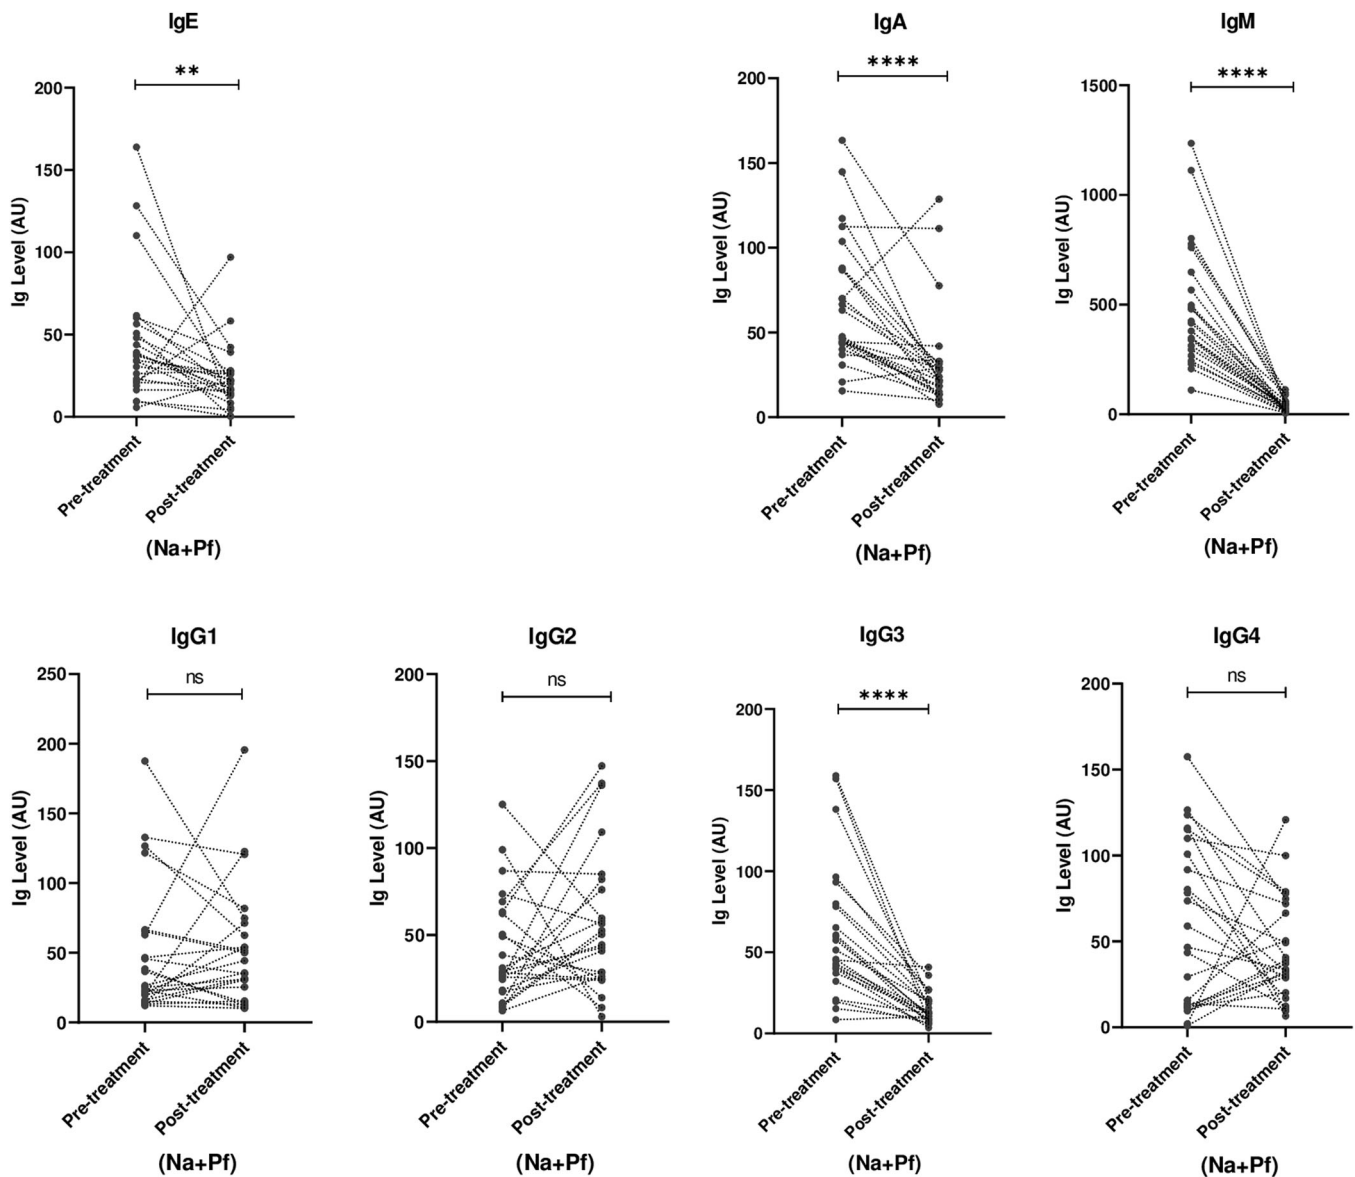 IgE
**
200
150
100
50
0
Ig Level (AU)
Pre-treatment
Post-treatment
(Na+Pf)
IgA
****
200
150
100
50
0
Ig Level (AU)
Pre-treatment
Post-treatment
(Na+Pf)
IgM
****
1500
1000
500
0
Ig Level (AU)
Pre-treatment
Post-treatment
(Na+Pf)
IgG1
ns
250
200
150
100
50
0
Ig Level (AU)
Pre-treatment
Post-treatment
(Na+Pf)
IgG2
ns
200
150
100
50
0
Ig Level (AU)
Pre-treatment
Post-treatment
(Na+Pf)
IgG3
****
200
150
100
50
0
Ig Level (AU)
Pre-treatment
Post-treatment
(Na+Pf)
IgG4
ns
200
150
100
50
0
Ig Level (AU)
Pre-treatment
Post-treatment
(Na+Pf)